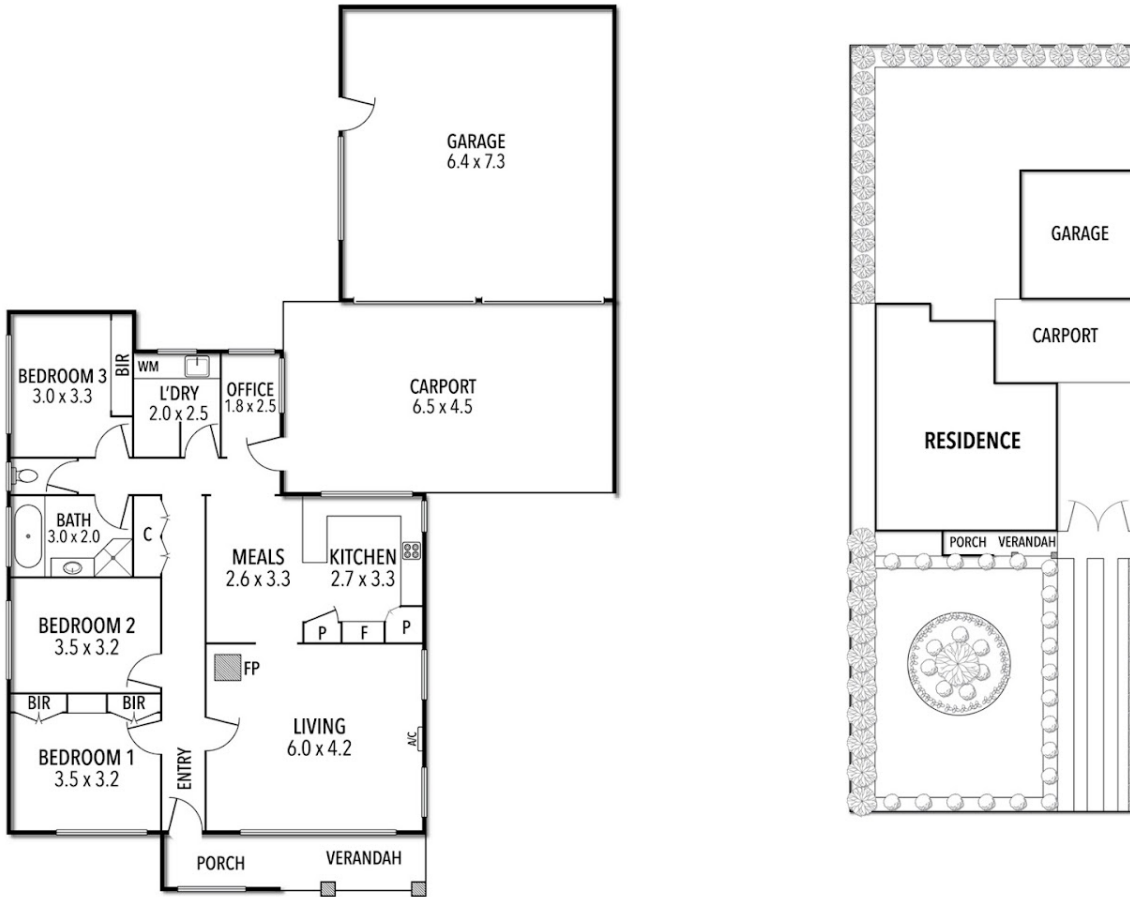 GARAGE
6.4 x 7.3
BEDROOM 3
3.0 x 3.3
BIR
WM
L'DRY
2.0 x 2.5
OFFICE
1.8 x 2.5
CARPORT
6.5 x 4.5
BATH
3.0 x 2.0
C
MEALS
2.6 x 3.3
KITCHEN
2.7 x 3.3
P
F
P
BEDROOM 2
3.5 x 3.2
FP
BIR
BIR
LIVING
6.0 x 4.2
A/C
BEDROOM 1
3.5 x 3.2
ENTRY
PORCH
VERANDAH
GARAGE
CARPORT
RESIDENCE
PORCH VERANDAH